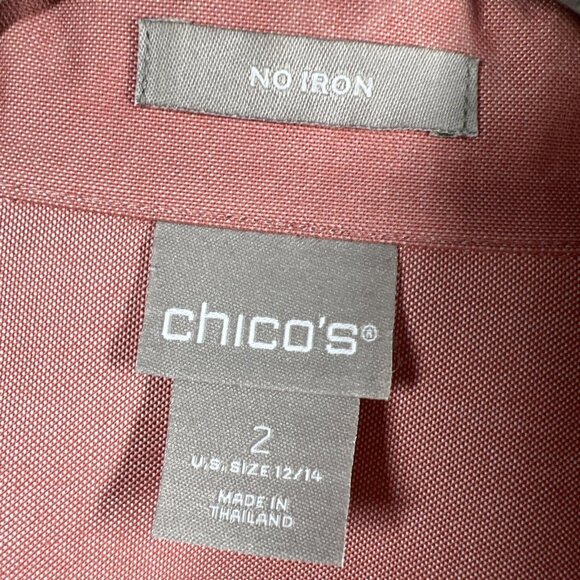 NO IRON
chico's®
2
U.S. SIZE 12/14
MADE IN
THAILAND